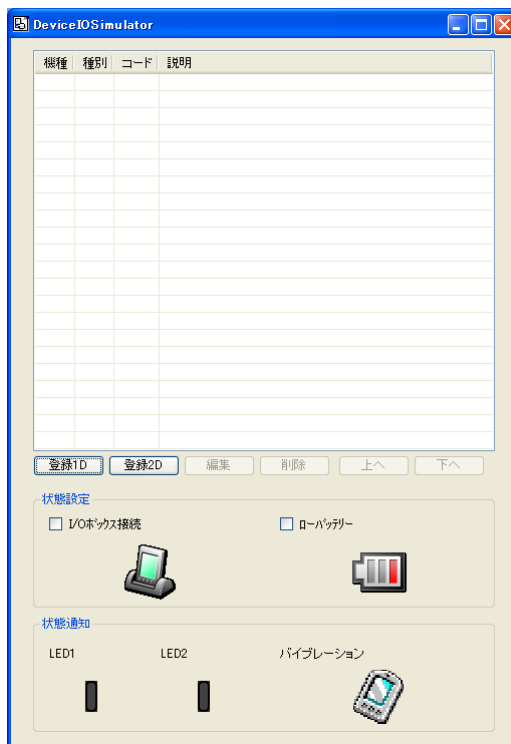 DeviceIOSimulator
機種 種別 コード 説明
登録1D 登録2D 編集 削除 上へ 下へ
状態設定
I/Oボックス接続 ローバッテリー
状態通知
LED1 LED2 バイブレーション